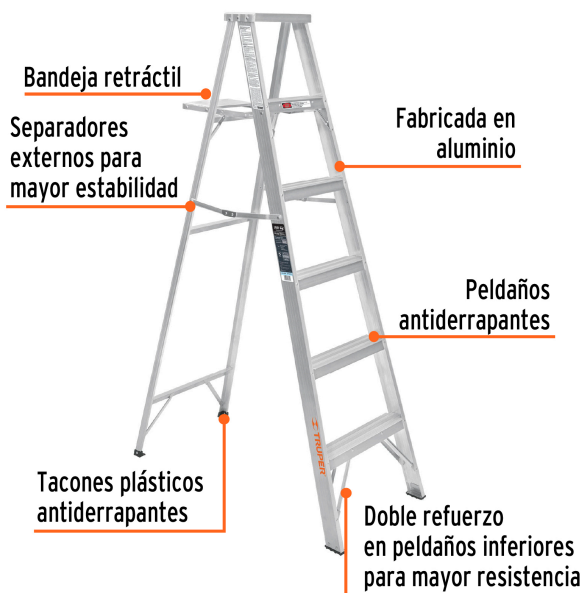 Bandeja retráctil
Separadores
externos para
mayor estabilidad
Fabricada en
aluminio
Peldaños
antiderrapantes
TRUPER
Tacones plásticos
antiderrapantes
Doble refuerzo
en peldaños inferiores
para mayor resistencia